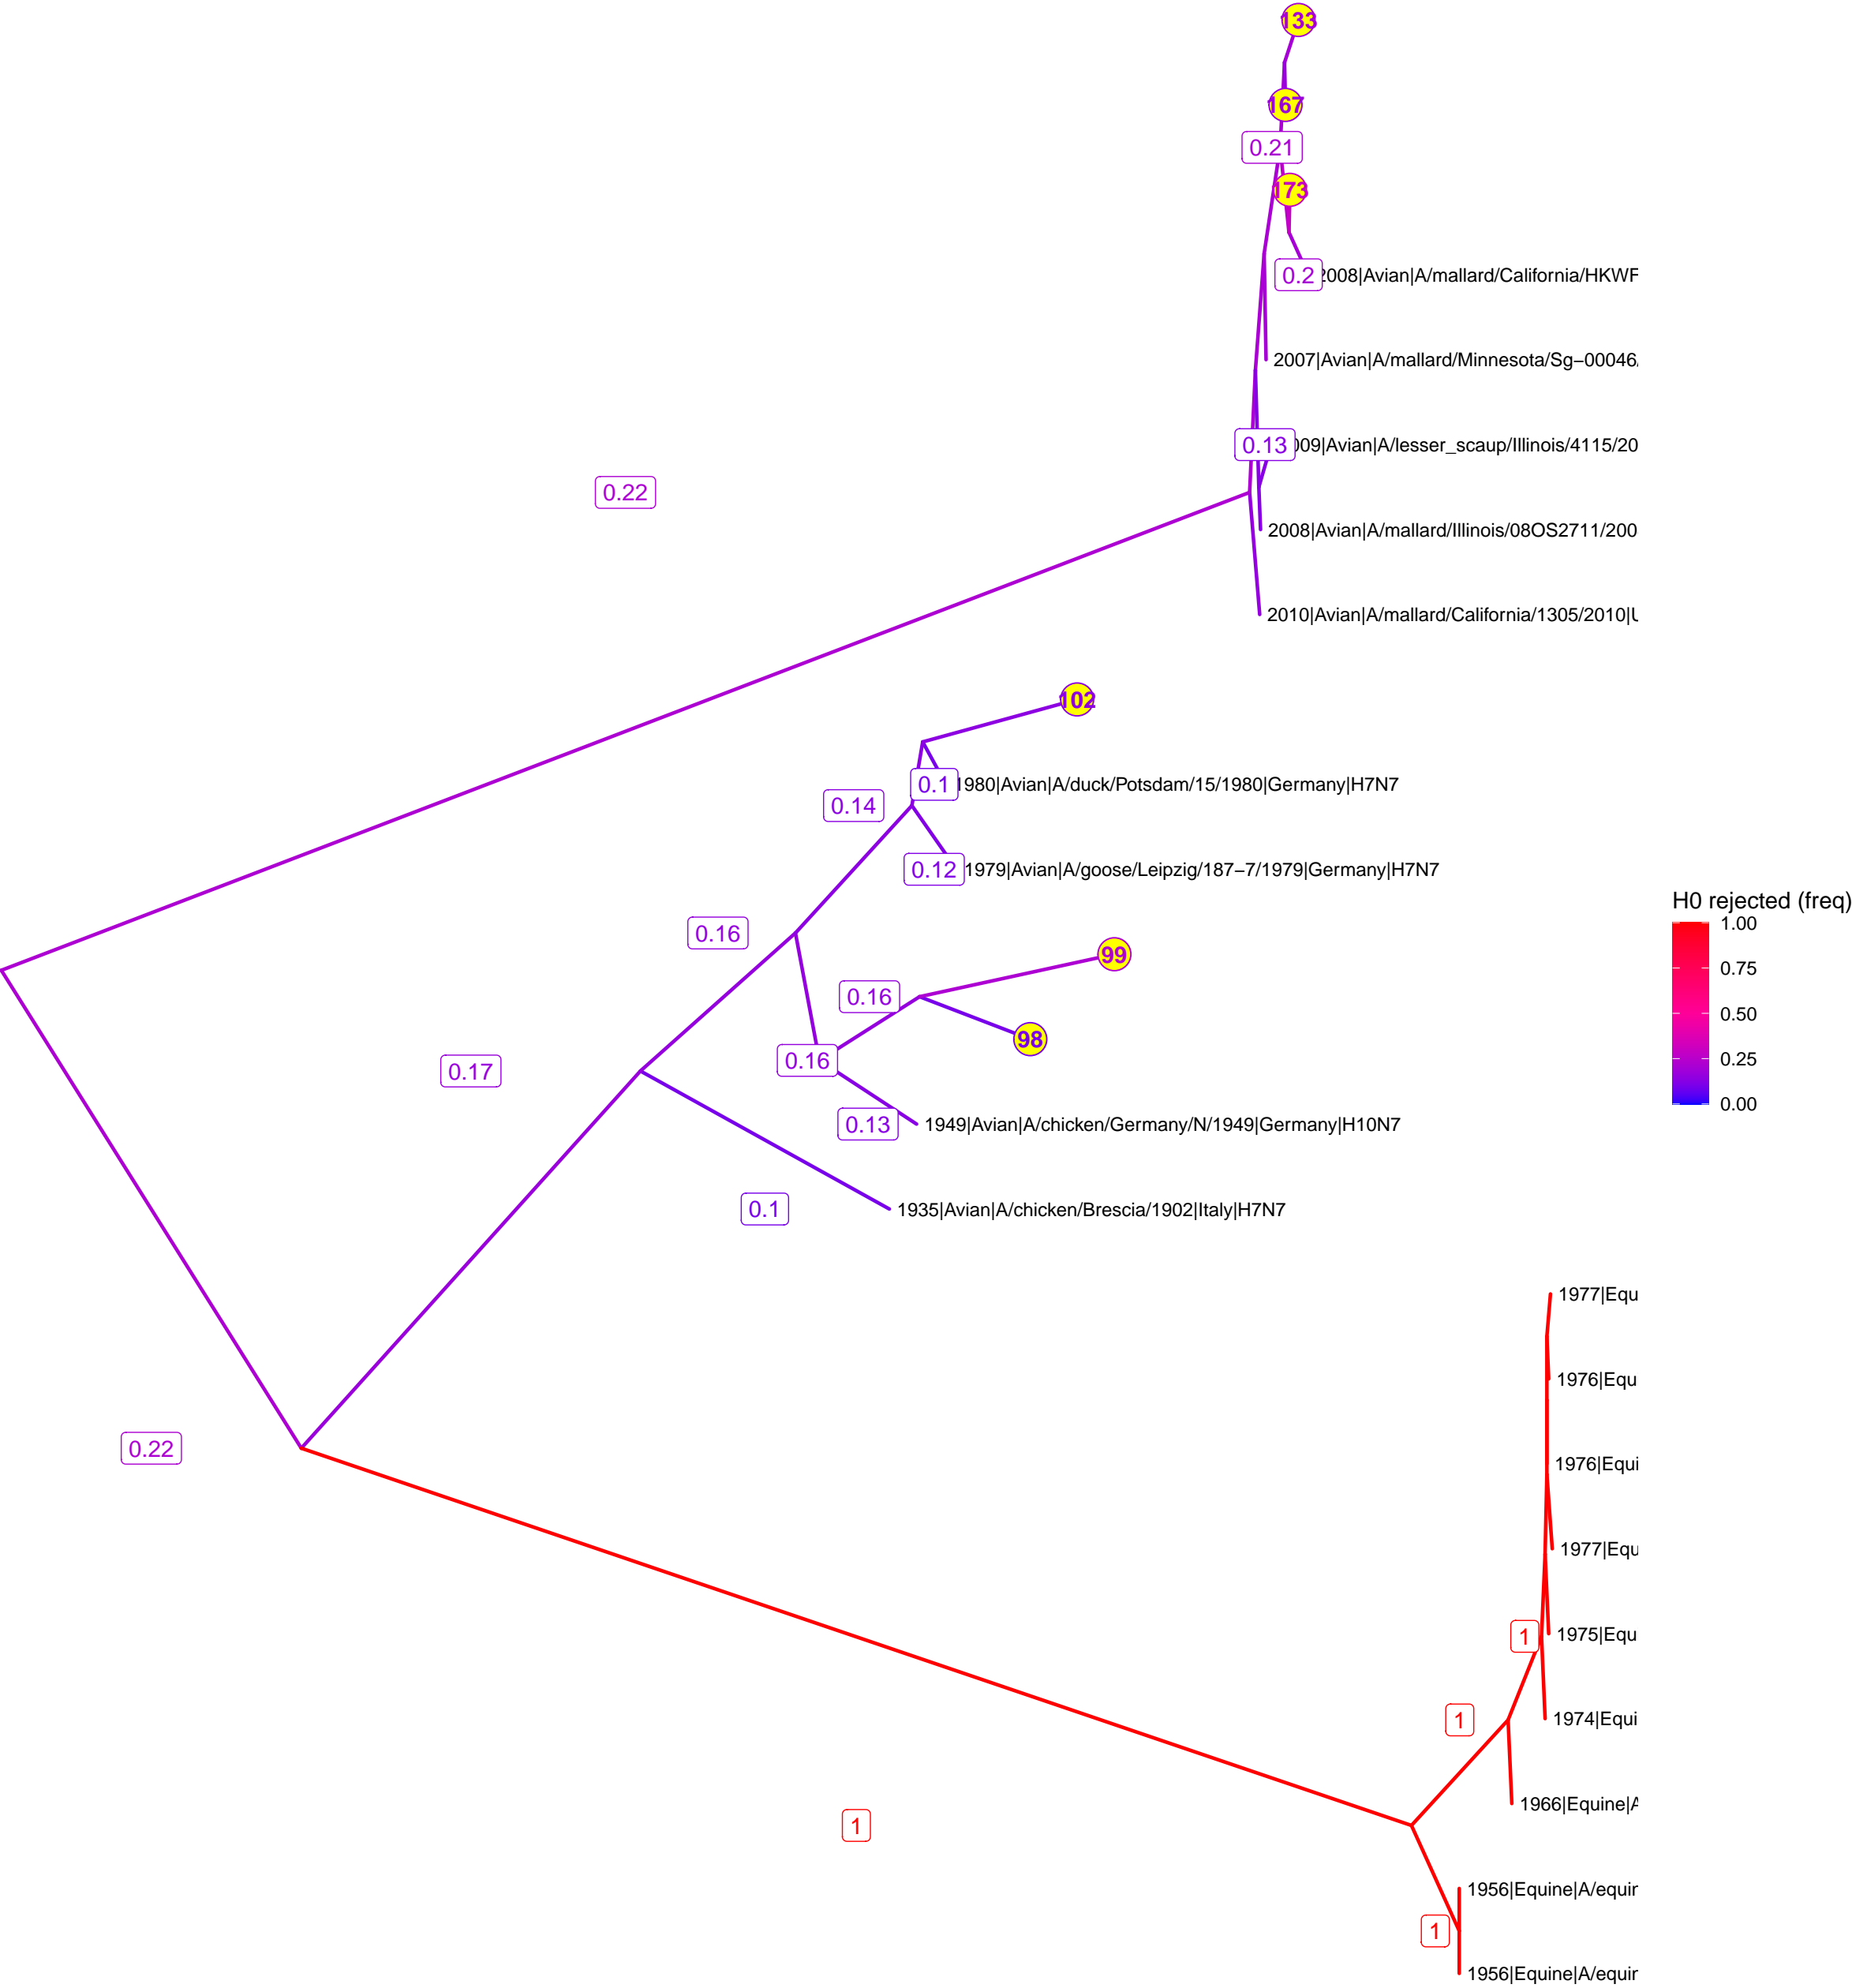 133
167
0.21
173
0.2 2008|Avian|A/mallard/California/HKWF
2007|Avian|A/mallard/Minnesota/Sg−00046
0.13 009|Avian|A/lesser_scaup/Illinois/4115/20
0.22
2008|Avian|A/mallard/Illinois/08OS2711/200
2010|Avian|A/mallard/California/1305/2010|
102
0.1 1980|Avian|A/duck/Potsdam/15/1980|Germany|H7N7
0.14
0.12 1979|Avian|A/goose/Leipzig/187−7/1979|Germany|H7N7
H0 rejected (freq)
1.00
0.75
0.50
0.25
0.00
0.16
99
0.16
98
0.16
0.17
0.13 1949|Avian|A/chicken/Germany/N/1949|Germany|H10N7
0.1 1935|Avian|A/chicken/Brescia/1902|Italy|H7N7
1977|Equ
1976|Equ
0.22
1976|Equi
1977|Equ
1 1975|Equ
1 1974|Equi
1966|Equine|A
1
1956|Equine|A/equin
1
1956|Equine|A/equin